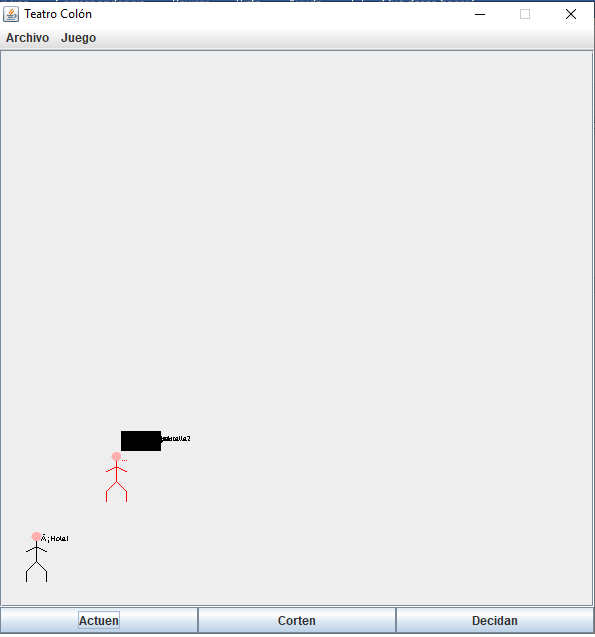 Teatro Colón
Archivo Juego
...
Â¡Hola!
Actuen Corten Decidan